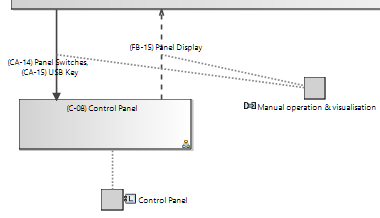 (FB-15) Panel Display
(CA-14) Panel Switches,
(CA-15) USB Key
Manual operation & visualisation
(C-08) Control Panel
L
Control Panel